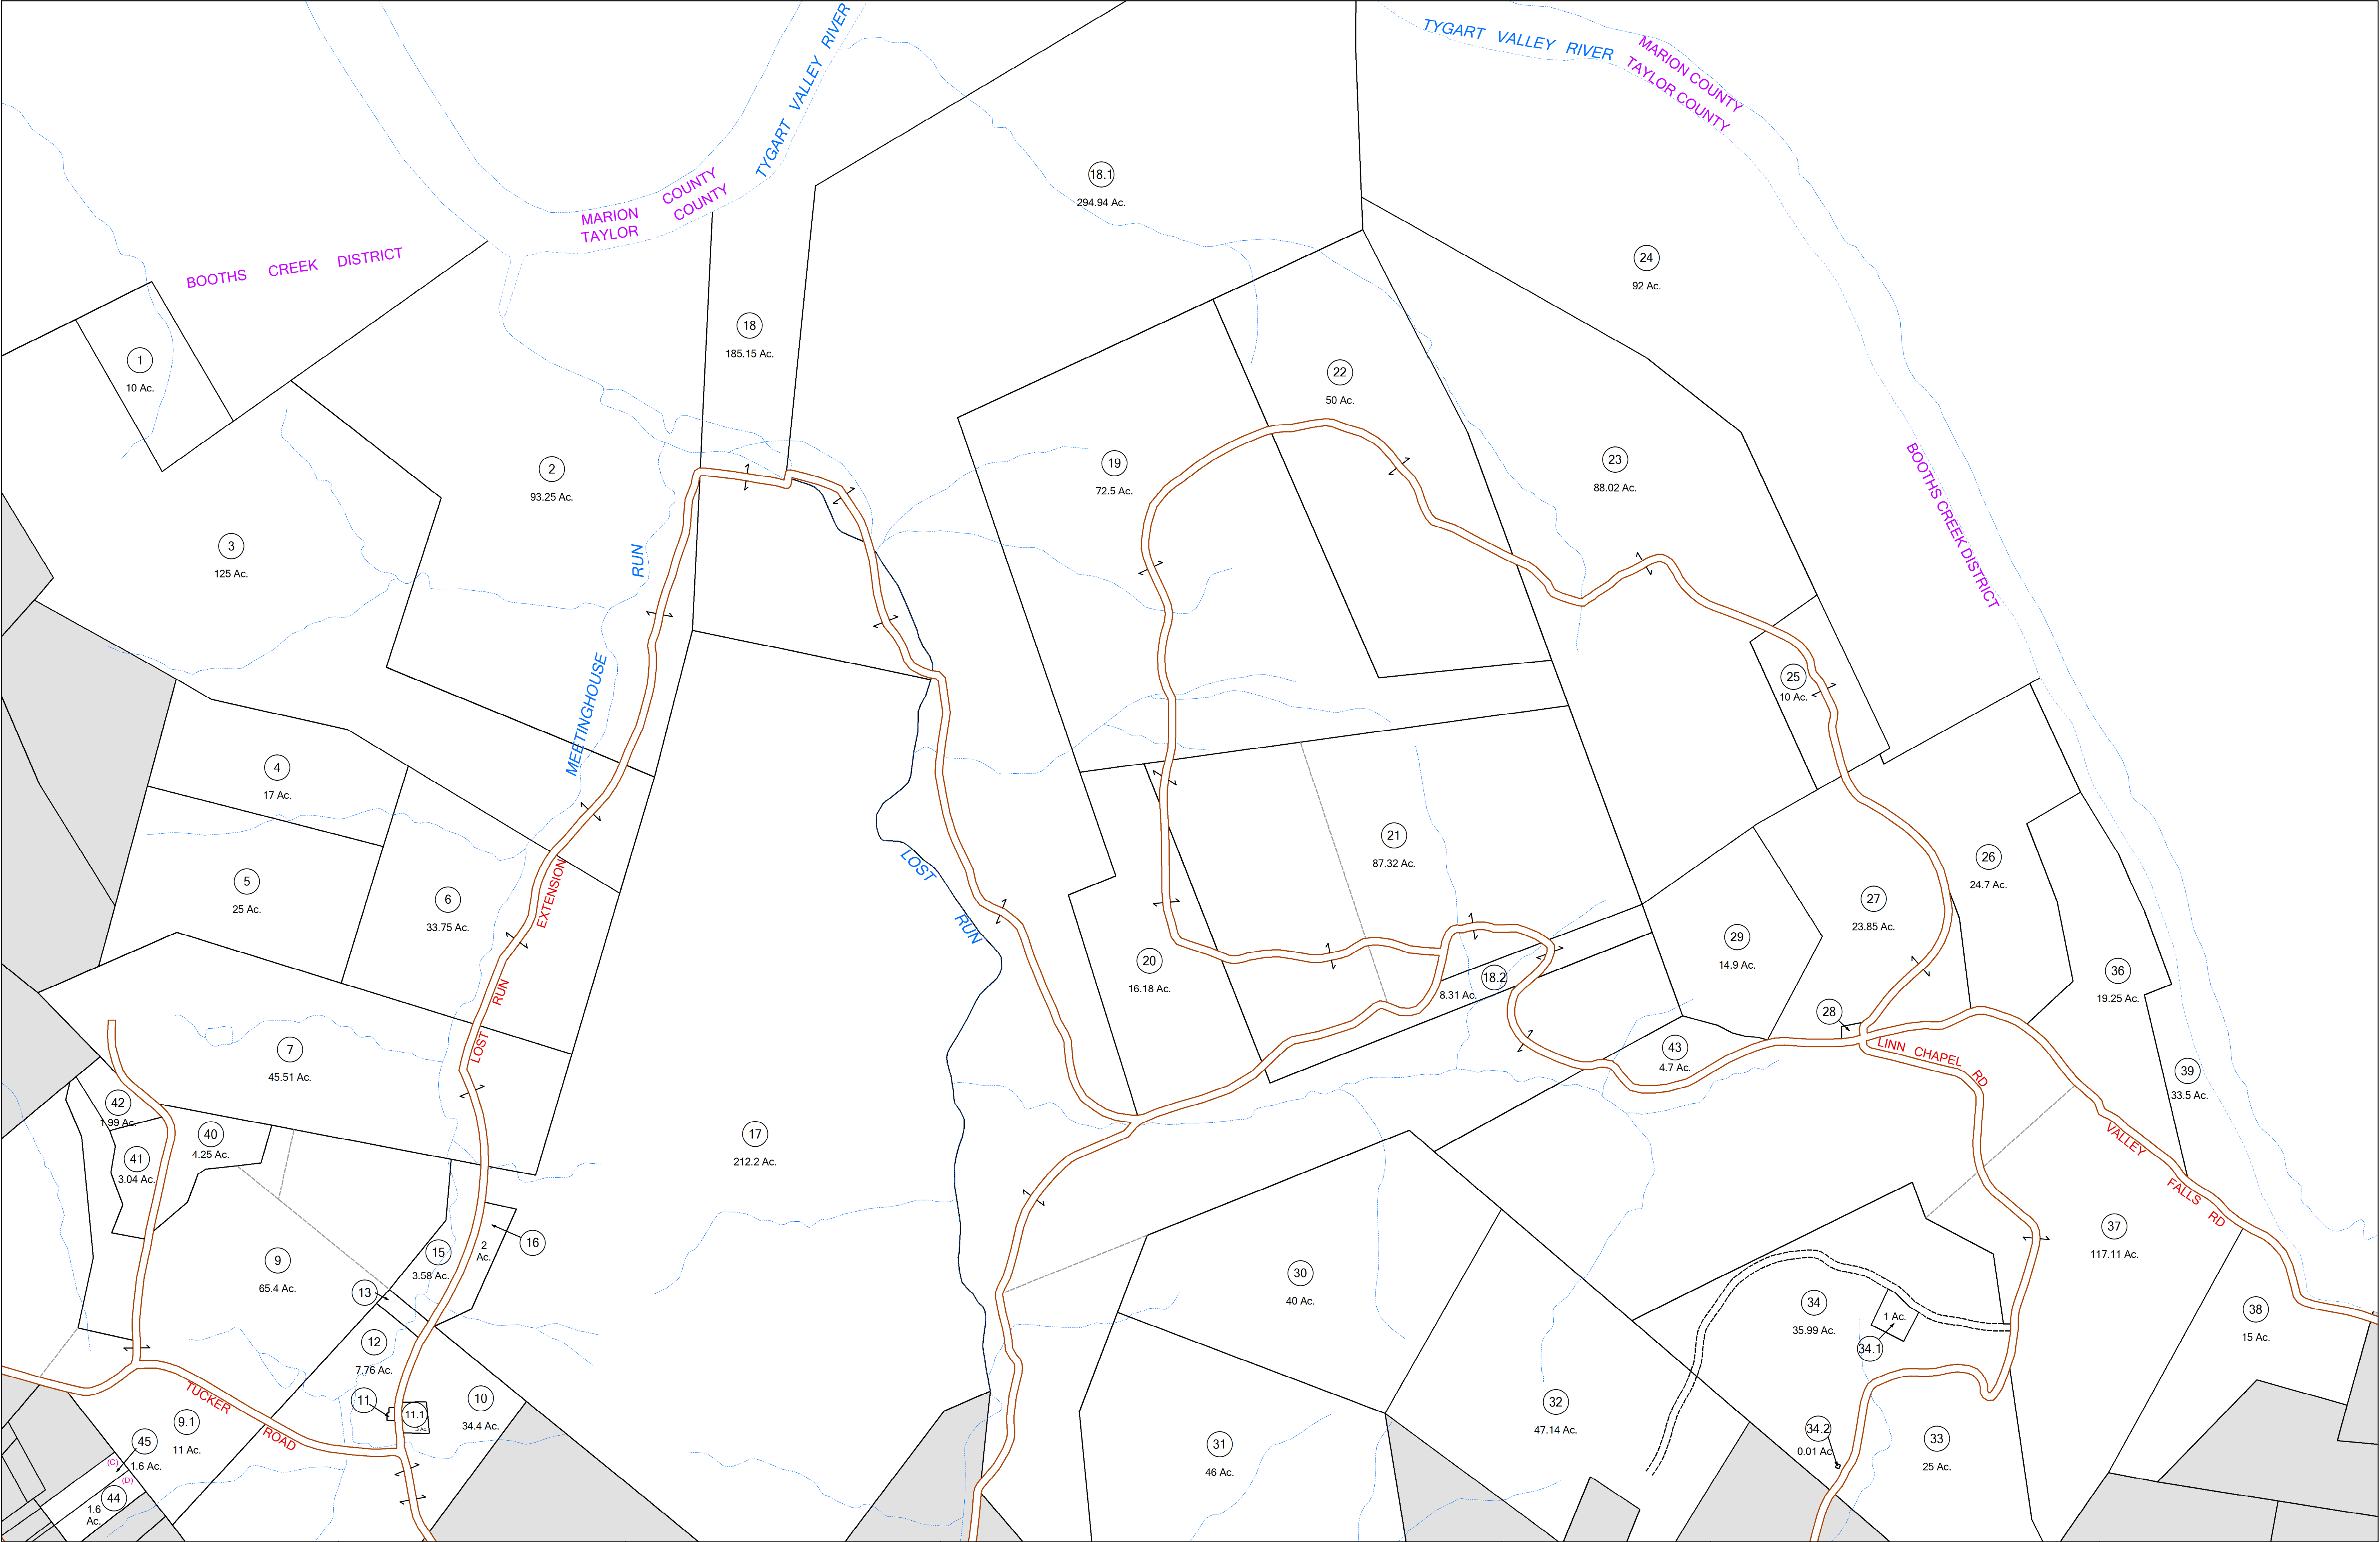 TYGART VALLEY RIVER
MARION COUNTY
TAYLOR COUNTY
TYGART VALLEY RIVER
MARION COUNTY
TAYLOR COUNTY
BOOTHS CREEK DISTRICT
18.1
294.94 Ac.
24
92 Ac.
18
185.15 Ac.
1
10 Ac.
22
50 Ac.
2
93.25 Ac.
19
72.5 Ac.
23
88.02 Ac.
BOOTHS CREEK DISTRICT
3
125 Ac.
MEETINGHOUSE RUN
25
10 Ac.
4
17 Ac.
21
87.32 Ac.
LOST RUN
26
24.7 Ac.
5
25 Ac.
6
33.75 Ac.
27
23.85 Ac.
LOST RUN EXTENSION
29
14.9 Ac.
20
16.18 Ac.
18.2
8.31 Ac.
36
19.25 Ac.
28
7
45.51 Ac.
43
4.7 Ac.
LINN CHAPEL RD
39
33.5 Ac.
42
1.99 Ac.
40
4.25 Ac.
17
212.2 Ac.
VALLEY FALLS RD
41
3.04 Ac.
37
117.11 Ac.
9
65.4 Ac.
15
3.58 Ac.
2
Ac.
16
30
40 Ac.
13
34
35.99 Ac.
1 Ac.
34.1
38
15 Ac.
12
7.76 Ac.
11
11.1
10
34.4 Ac.
TUCKER ROAD
32
47.14 Ac.
9.1
11 Ac.
31
46 Ac.
34.2
0.01 Ac.
33
25 Ac.
45
1.6 Ac.
(C)
(D)
44
1.6
Ac.